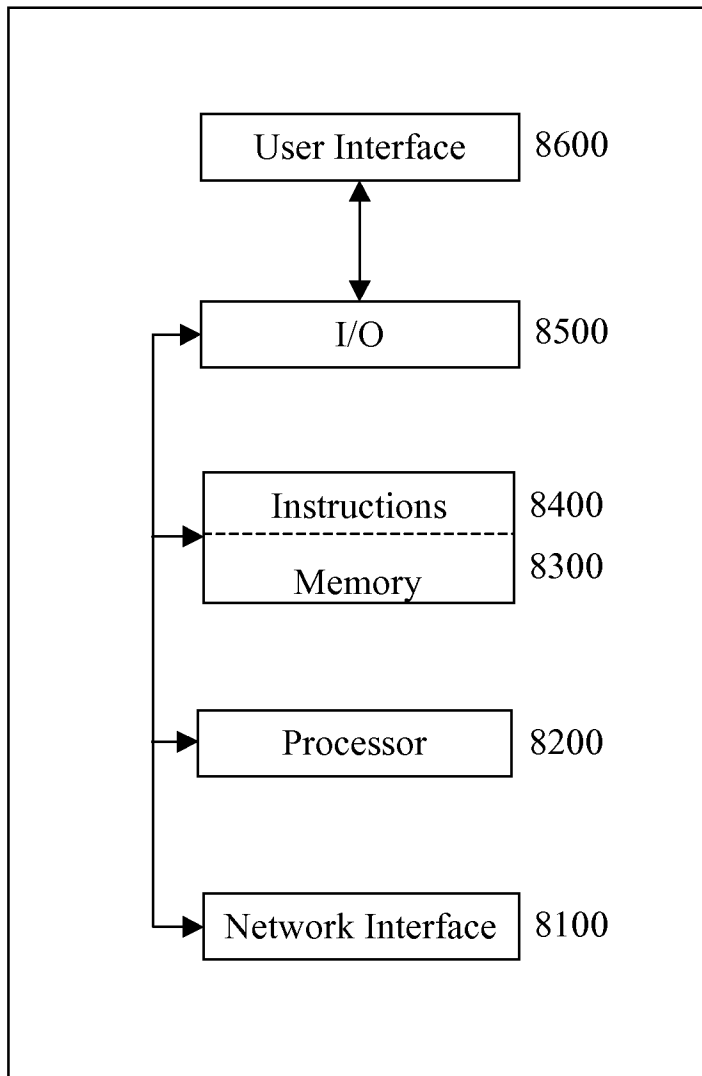 User Interface 8600
I/O 8500
Instructions 8400
Memory 8300
Processor 8200
Network Interface 8100